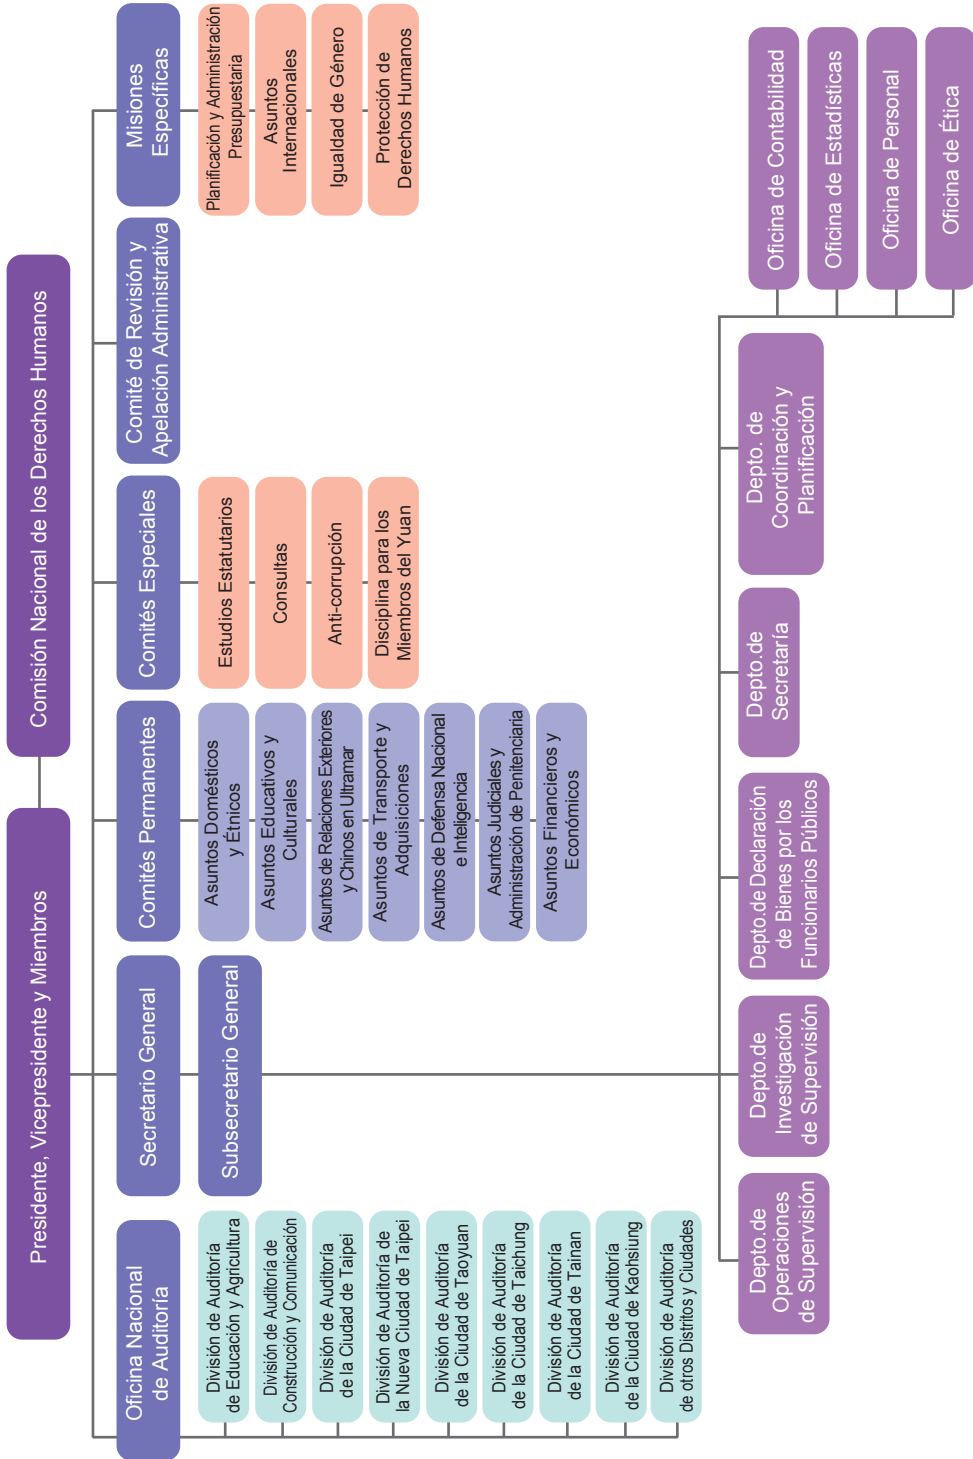 Presidente, Vicepresidente y Miembros
Comisión Nacional de los Derechos Humanos
Oficina Nacional
de Auditoría
División de Auditoría
de Educación y Agricultura
División de Auditoría de
Construcción y Comunicación
División de Auditoría
de la Ciudad de Taipei
División de Auditoría de
la Nueva Ciudad de Taipei
División de Auditoría
de la Ciudad de Taoyuan
División de Auditoría
de la Ciudad de Taichung
División de Auditoría
de la Ciudad de Tainan
División de Auditoría
de la Ciudad de Kaohsiung
División de Auditoría
de otros Distritos y Ciudades
Secretario General
Subsecretario General
Comités Permanentes
Asuntos Domésticos
y Étnicos
Asuntos Educativos y
Culturales
Asuntos de Relaciones Exteriores
y Chinos en Ultramar
Asuntos de Transporte y
Adquisiciones
Asuntos de Defensa Nacional
e Inteligencia
Asuntos Judiciales y
Administración de Penitenciaria
Asuntos Financieros y
Económicos
Comités Especiales
Estudios Estatutarios
Consultas
Anti-corrupción
Disciplina para los
Miembros del Yuan
Comité de Revisión y
Apelación Administrativa
Misiones
Específicas
Planificación y Administración
Presupuestaria
Asuntos
Internacionales
Igualdad de Género
Protección de
Derechos Humanos
Depto.de
Operaciones
de Supervisión
Depto.de
Investigación
de Supervisión
Depto.de Declaración
de Bienes por los
Funcionarios Públicos
Depto.de
Secretaría
Depto. de
Coordinación y
Planificación
Oficina de Contabilidad
Oficina de Estadísticas
Oficina de Personal
Oficina de Ética